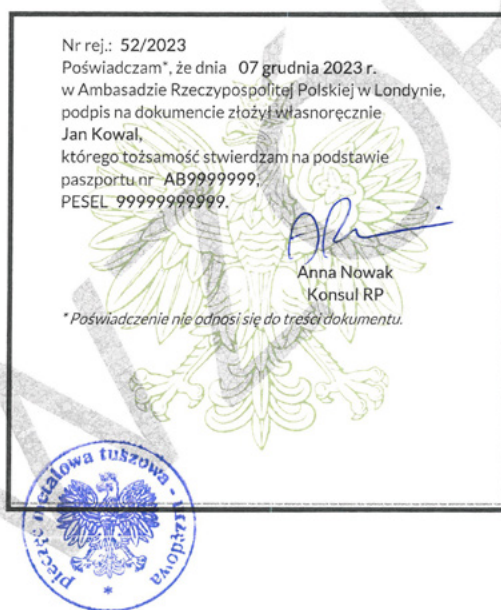 Nr rej.: 52/2023
Poświadczam*, że dnia 07 grudnia 2023 r.
w Ambasadzie Rzeczypospolitej Polskiej w Londynie,
podpis na dokumencie złożył własnoręcznie
Jan Kowal,
którego tożsamość stwierdzam na podstawie
paszportu nr AB9999999,
PESEL 99999999999.
Anna Nowak
Konsul RP
*Poświadczenie nie odnosi się do treści dokumentu.
pieczęć metalowa tuszowa - urzędowa
*